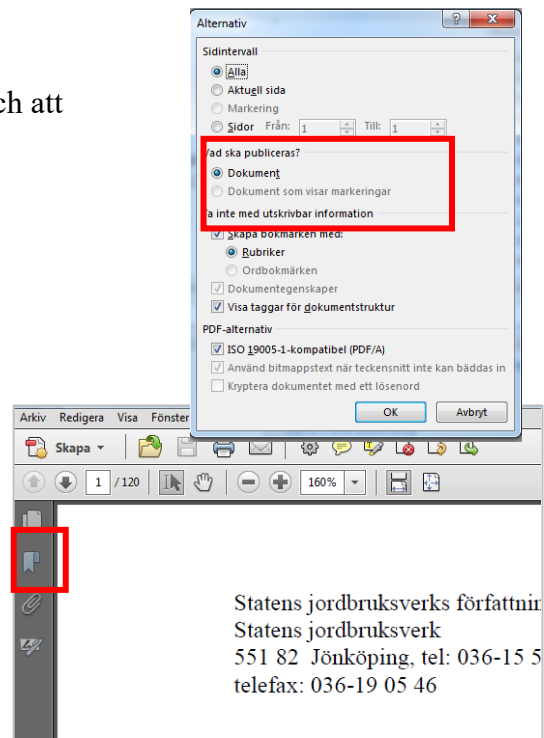 ch att
Alternativ
Sidintervall
Alla
Aktuell sida
Markering
Sidor Från: 1 Till: 1
Vad ska publiceras?
Dokument
Dokument som visar markeringar
Ta inte med utskrivbar information
Skapa bokmärken med:
Rubriker
Ordbokmärken
Dokumentegenskaper
Visa taggar för dokumentstruktur
PDF-alternativ
ISO 19005-1-kompatibel (PDF/A)
Använd bitmappstext när teckensnitt inte kan bäddas in
Kryptera dokumentet med ett lösenord
OK Avbryt
Arkiv Redigera Visa Fönster
Skapa
1 / 120 160%
Statens jordbruksverks författnin
Statens jordbruksverk
551 82 Jönköping, tel: 036-15 5
telefax: 036-19 05 46